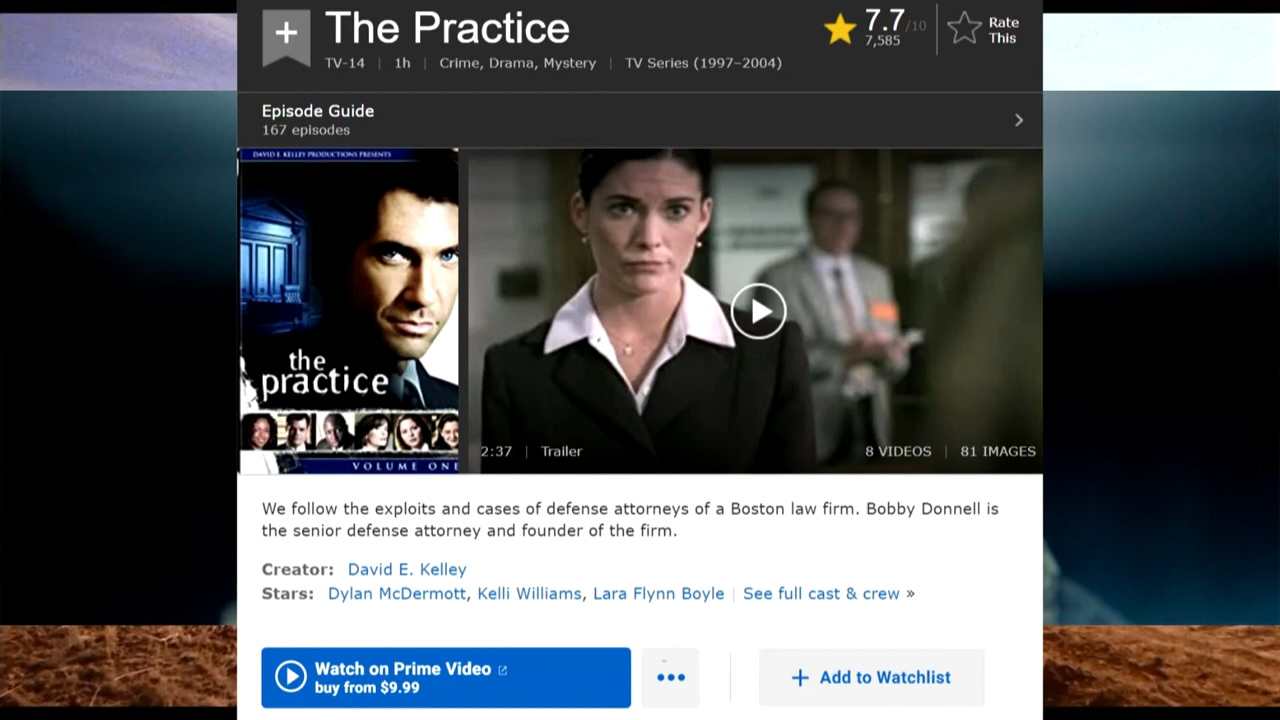 The Practice
7.7/10
7,585
Rate
This
TV-14 | 1h | Crime, Drama, Mystery | TV Series (1997–2004)
Episode Guide
167 episodes
DAVID E. KELLEY PRODUCTIONS PRESENTS
the
practice
VOLUME ONE
2:37 | Trailer
8 VIDEOS | 81 IMAGES
We follow the exploits and cases of defense attorneys of a Boston law firm. Bobby Donnell is
the senior defense attorney and founder of the firm.
Creator: David E. Kelley
Stars: Dylan McDermott, Kelli Williams, Lara Flynn Boyle | See full cast & crew »
Watch on Prime Video
buy from $9.99
+ Add to Watchlist